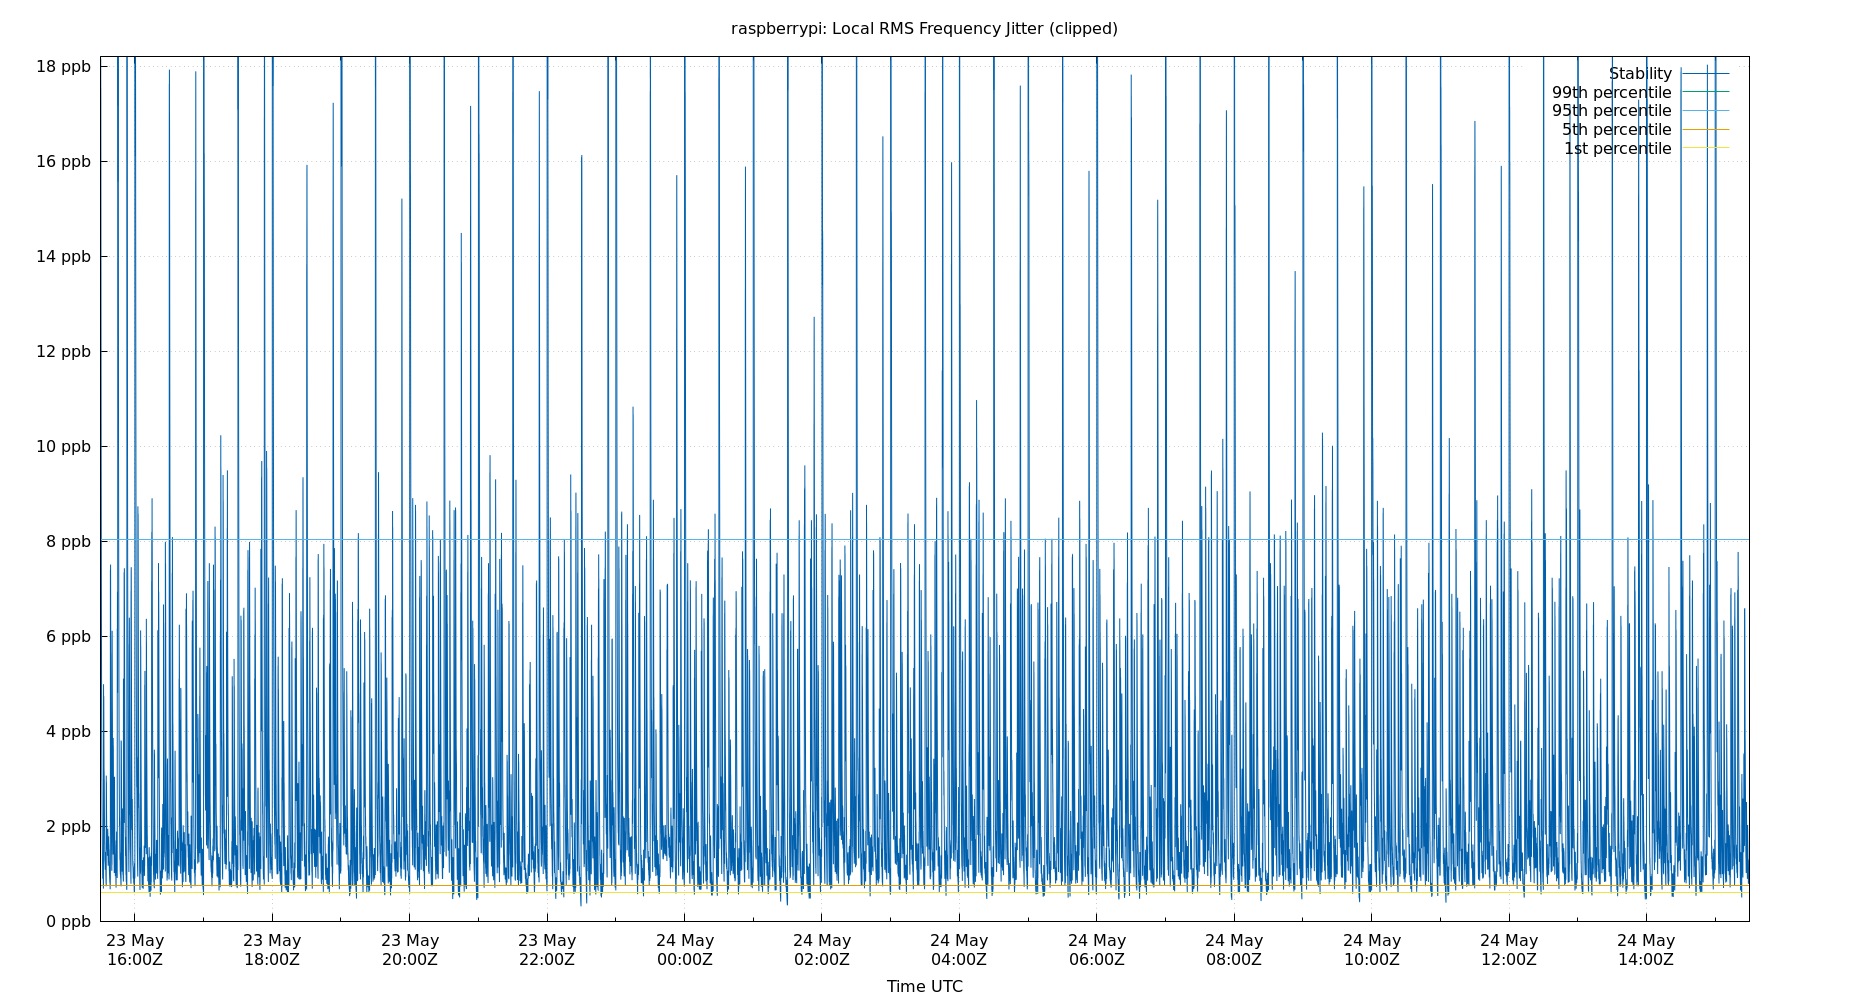 raspberrypi: Local RMS Frequency Jitter (clipped)
18 ppb
16 ppb
14 ppb
12 ppb
10 ppb
8 ppb
6 ppb
4 ppb
2 ppb
0 ppb
Stability
99th percentile
95th percentile
5th percentile
1st percentile
23 May 23 May 23 May 23 May 24 May 24 May 24 May 24 May 24 May 24 May 24 May 24 May
16:00Z 18:00Z 20:00Z 22:00Z 00:00Z 02:00Z 04:00Z 06:00Z 08:00Z 10:00Z 12:00Z 14:00Z
Time UTC